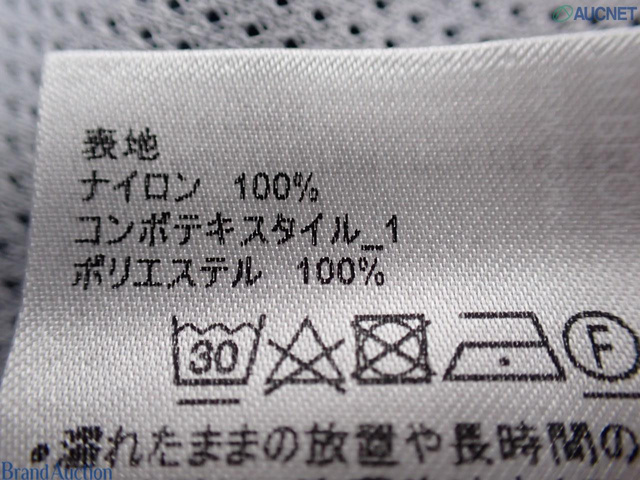 AUCNET
表地
ナイロン 100%
コンポテキスタイル_1
ポリエステル 100%
30
F
・濡れたままの放置や長時間の
Brand Auction